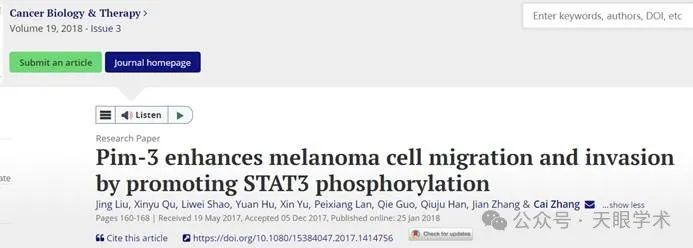 Cancer Biology & Therapy >
Volume 19, 2018 - Issue 3
Enter keywords, authors, DOI, etc
Submit an article
Journal homepage
Listen
Research Paper
Pim-3 enhances melanoma cell migration and invasion
by promoting STAT3 phosphorylation
ate
Jing Liu, Xinyu Qu, Liwei Shao, Yuan Hu, Xin Yu, Peixiang Lan, Qie Guo, Qiuju Han, Jian Zhang & Cai Zhang ...show less
Pages 160-168 | Received 19 May 2017, Accepted 05 Dec 2017, Published online: 25 Jan 2018
Cite this article https://doi.org/10.1080/15384047.2017.1414756 Check for updates
公众号 · 天眼学术